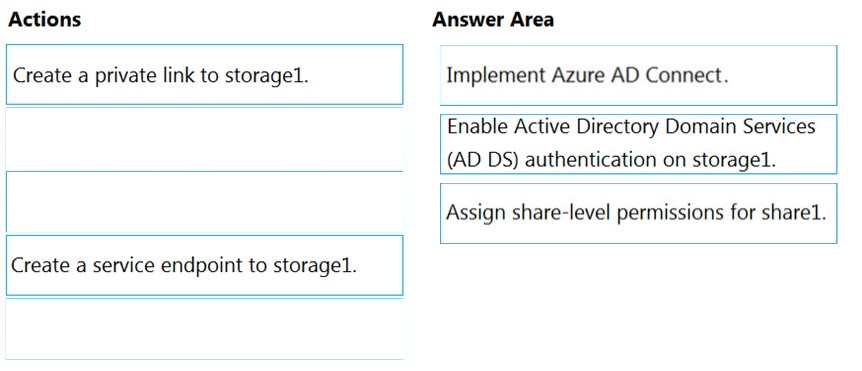 Actions
Create a private link to storage1.
Create a service endpoint to storage1.
Answer Area
Implement Azure AD Connect.
Enable Active Directory Domain Services
(AD DS) authentication on storage1.
Assign share-level permissions for share1.